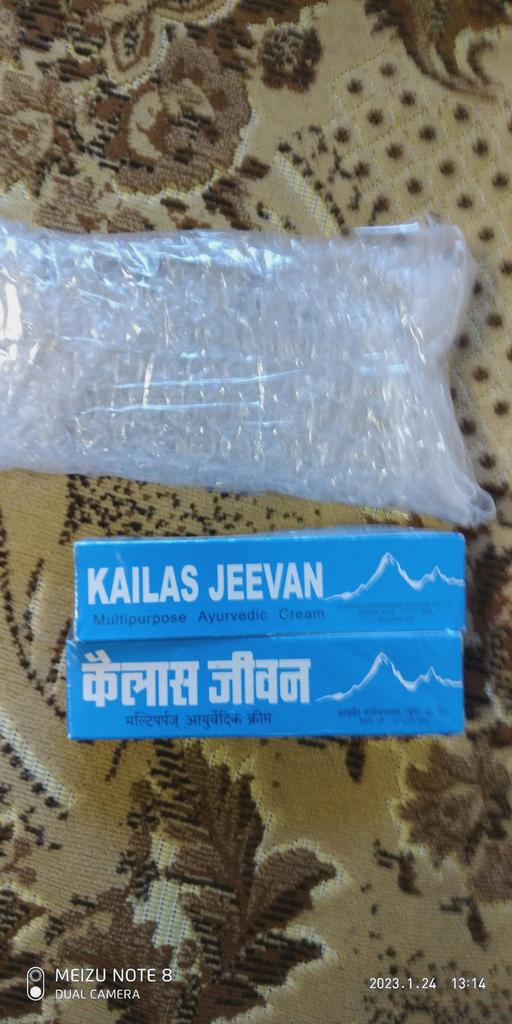 KAILAS JEEVAN
Multipurpose Ayurvedic Cream
कैलास जीवन
मल्टिपर्पज् आयुर्वेदिक क्रीम
MEIZU NOTE 8
DUAL CAMERA
2023.1.24 13:14